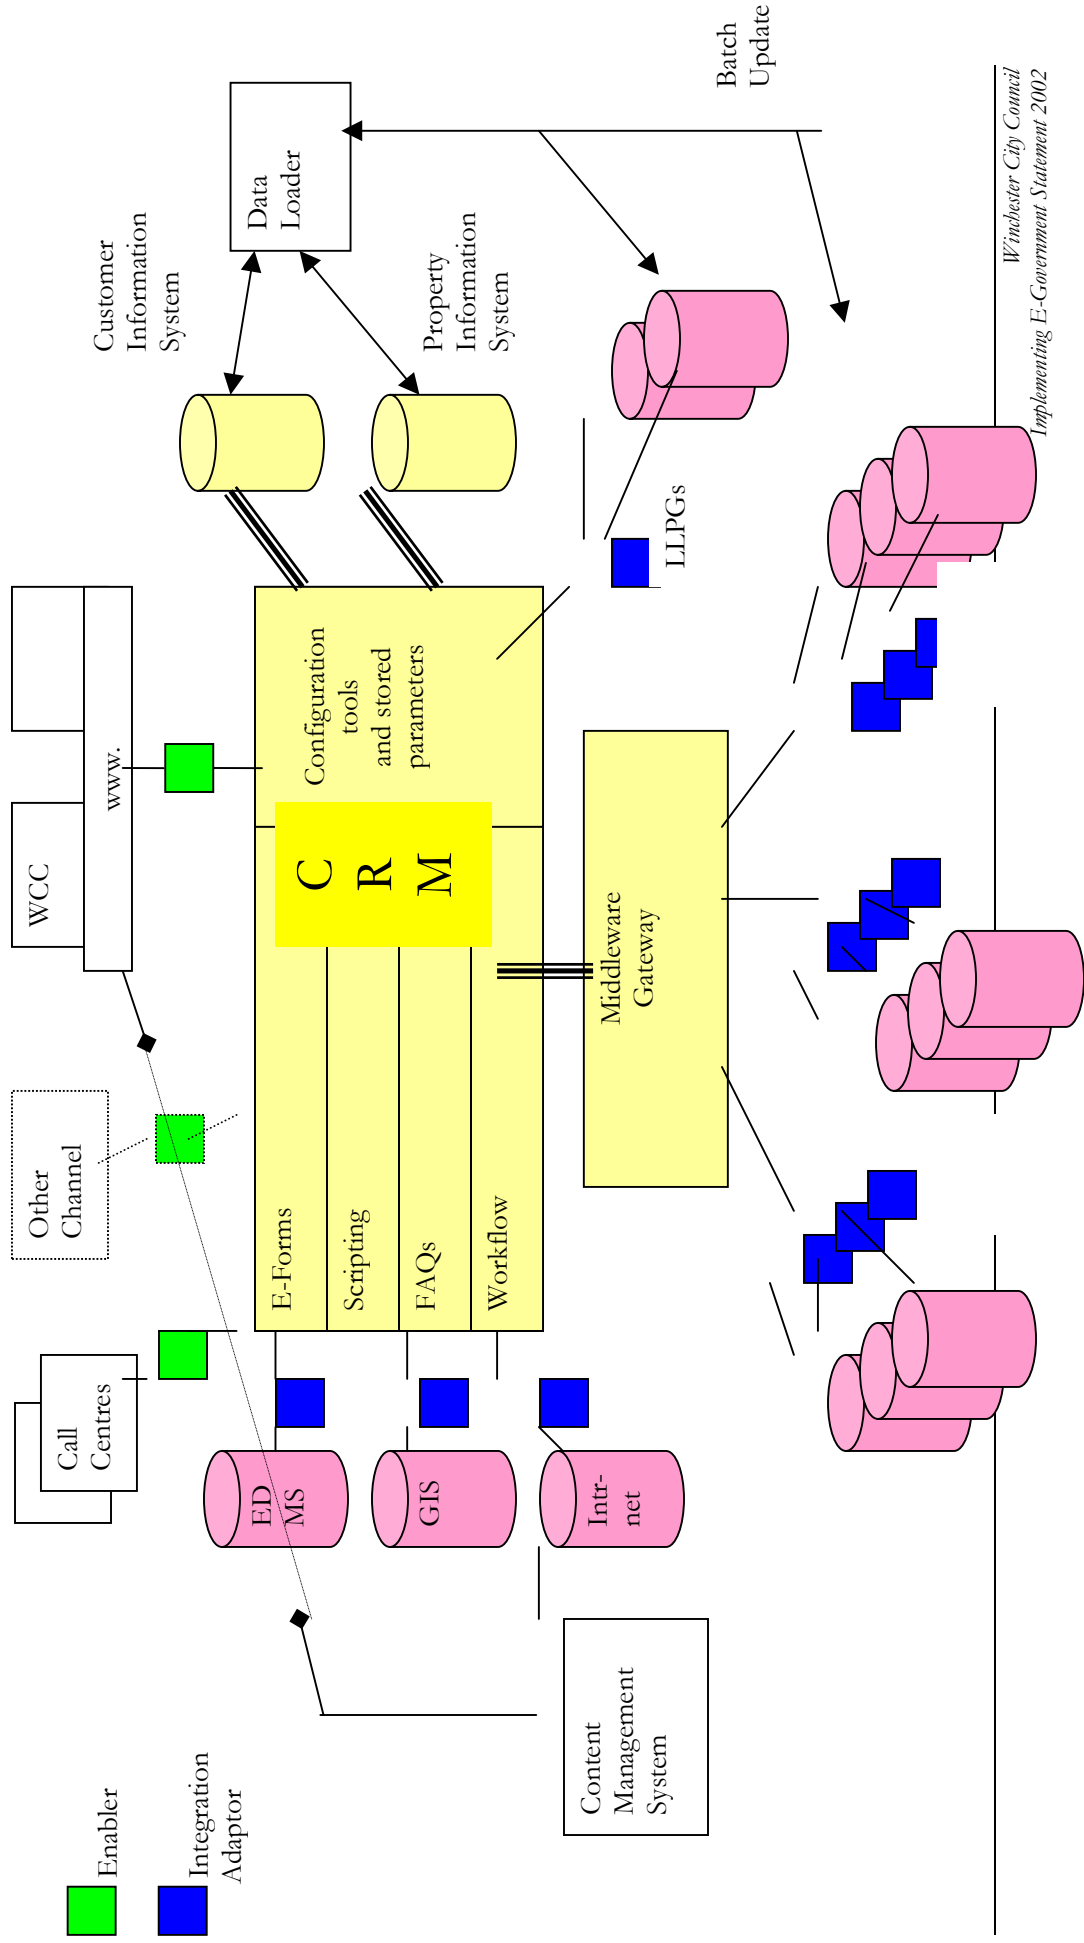 Enabler
Integration
Adaptor
Call
Centres
Other
Channel
WCC
www.
Customer
Information
System
Data
Loader
Property
Information
System
Batch
Update
ED
MS
GIS
Intr-
net
E-Forms
Scripting
FAQs
Workflow
C
R
M
Configuration
tools
and stored
parameters
Content
Management
System
Middleware
Gateway
LLPGs
Winchester City Council
Implementing E-Government Statement 2002